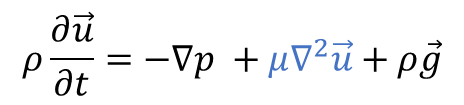 ρ ∂u⃗/∂t = −∇p + μ∇²u⃗ + ρg⃗